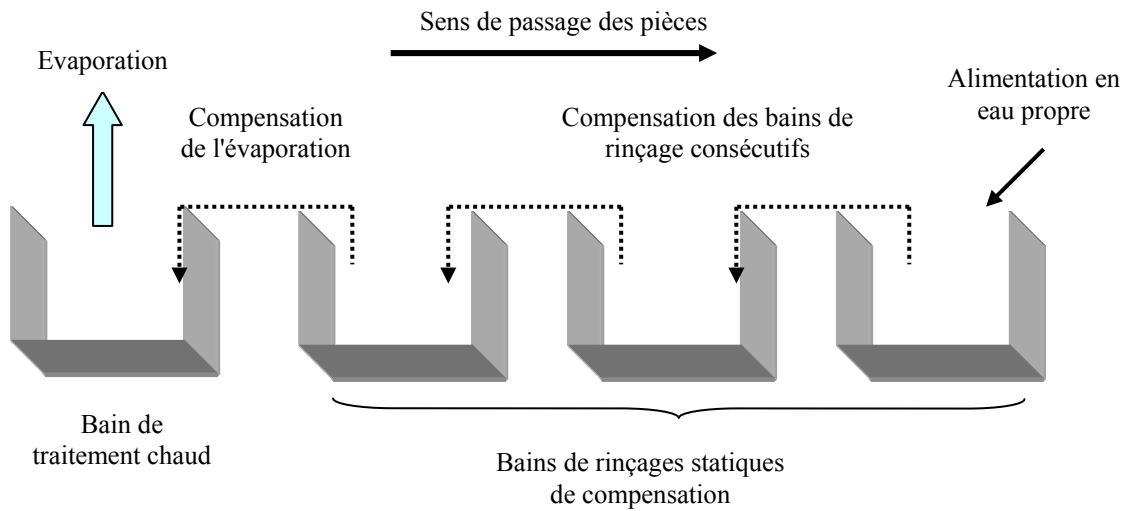 Sens de passage des pièces
Evaporation
Alimentation en
eau propre
Compensation
de l'évaporation
Compensation des bains de
rinçage consécutifs
Bain de
traitement chaud
Bains de rinçages statiques
de compensation